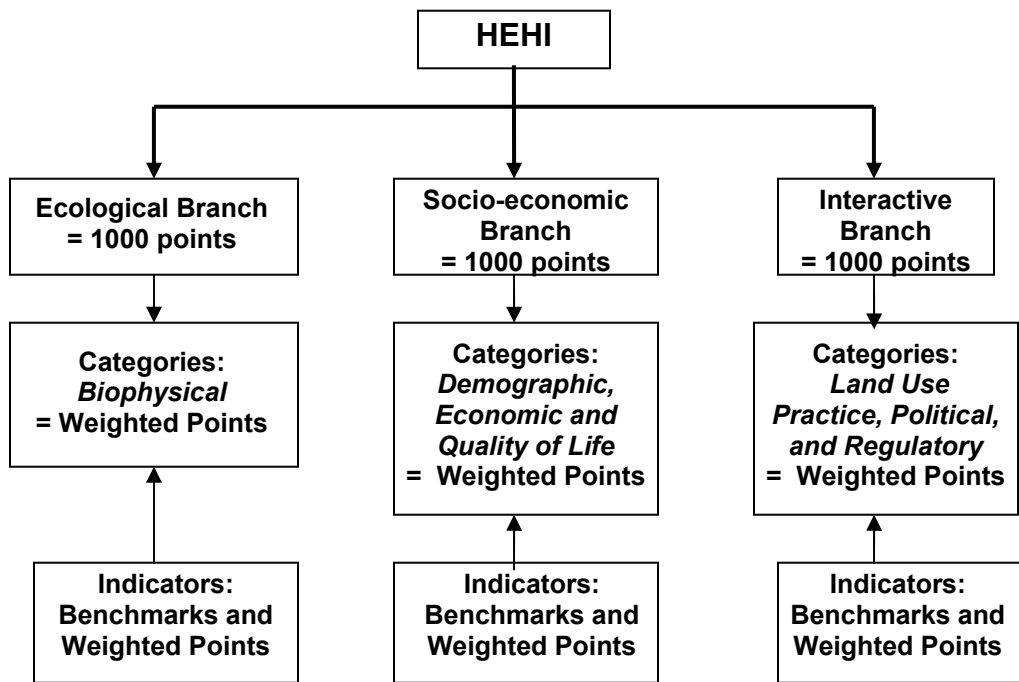 HEHI
Ecological Branch
= 1000 points
Socio-economic
Branch
= 1000 points
Interactive
Branch
= 1000 points
Categories:
Biophysical
= Weighted Points
Categories:
Demographic,
Economic and
Quality of Life
= Weighted Points
Categories:
Land Use
Practice, Political,
and Regulatory
= Weighted Points
Indicators:
Benchmarks and
Weighted Points
Indicators:
Benchmarks and
Weighted Points
Indicators:
Benchmarks and
Weighted Points